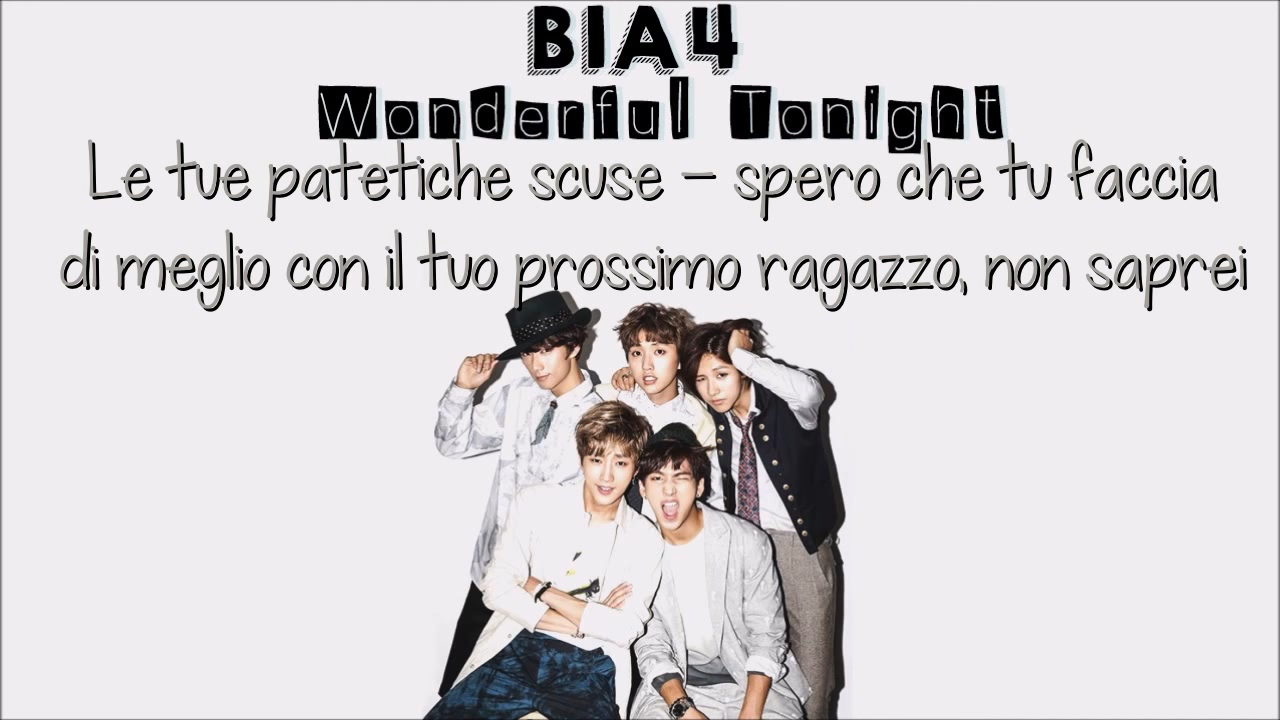 B1A4
Wonderful Tonight
Le tue patetiche scuse – spero che tu faccia
di meglio con il tuo prossimo ragazzo, non saprei